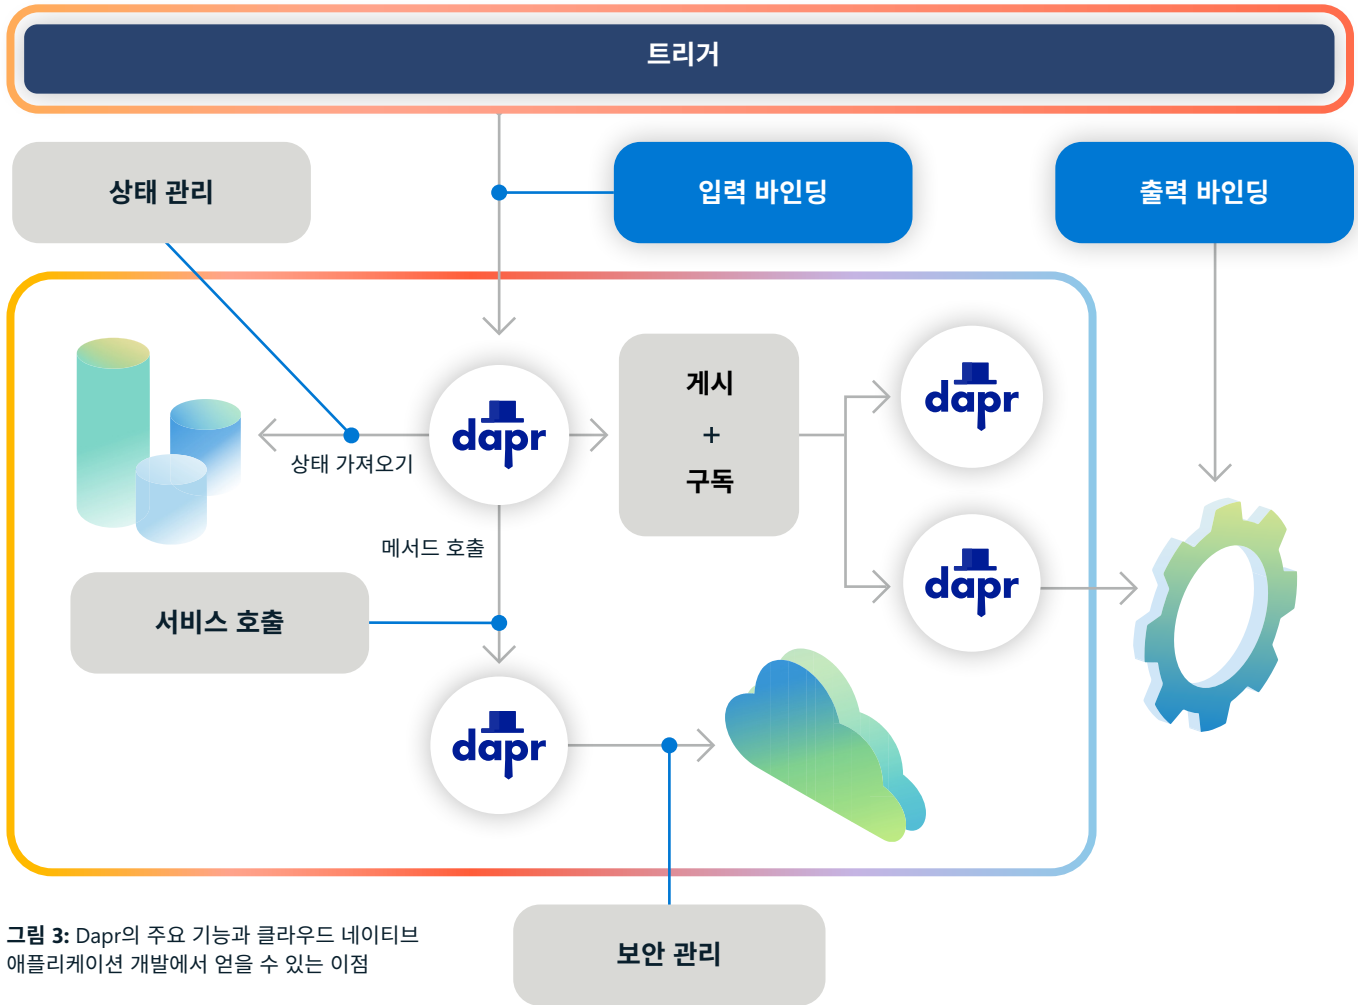 트리거
상태 관리
입력 바인딩
출력 바인딩
게시
+
구독
dapr
dapr
상태 가져오기
메서드 호출
dapr
서비스 호출
dapr
보안 관리
그림 3: Dapr의 주요 기능과 클라우드 네이티브
애플리케이션 개발에서 얻을 수 있는 이점